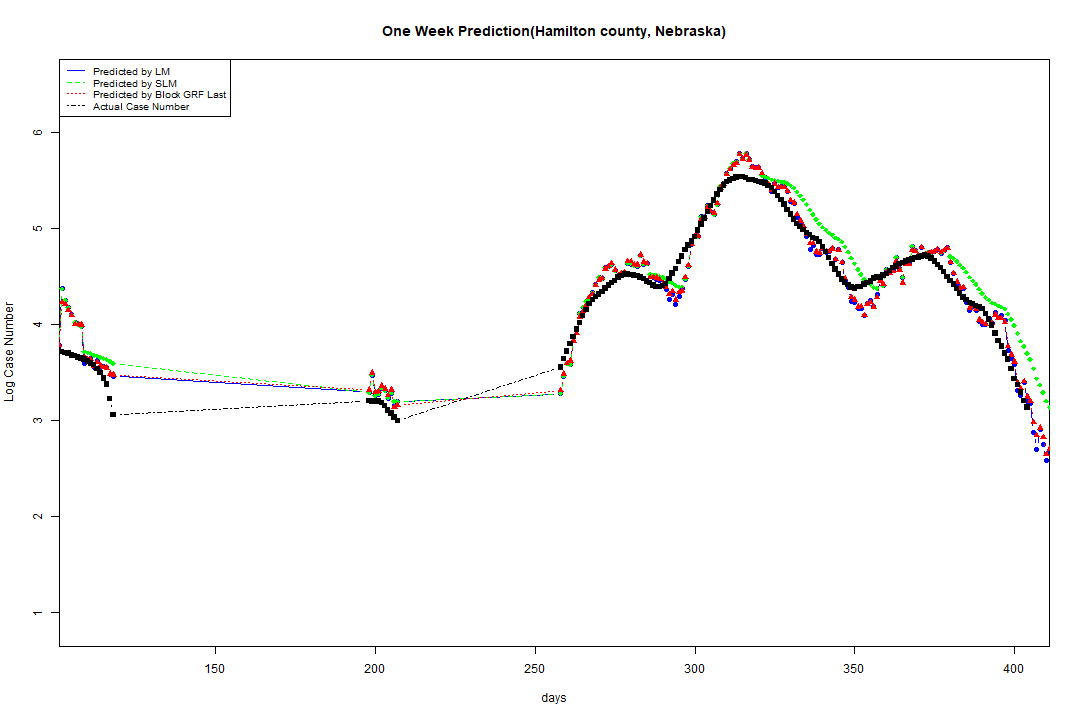 One Week Prediction(Hamilton county, Nebraska)
Predicted by LM
Predicted by SLM
Predicted by Block GRF Last
Actual Case Number
Log Case Number
6
5
4
3
2
1
150
200
250
300
350
400
days